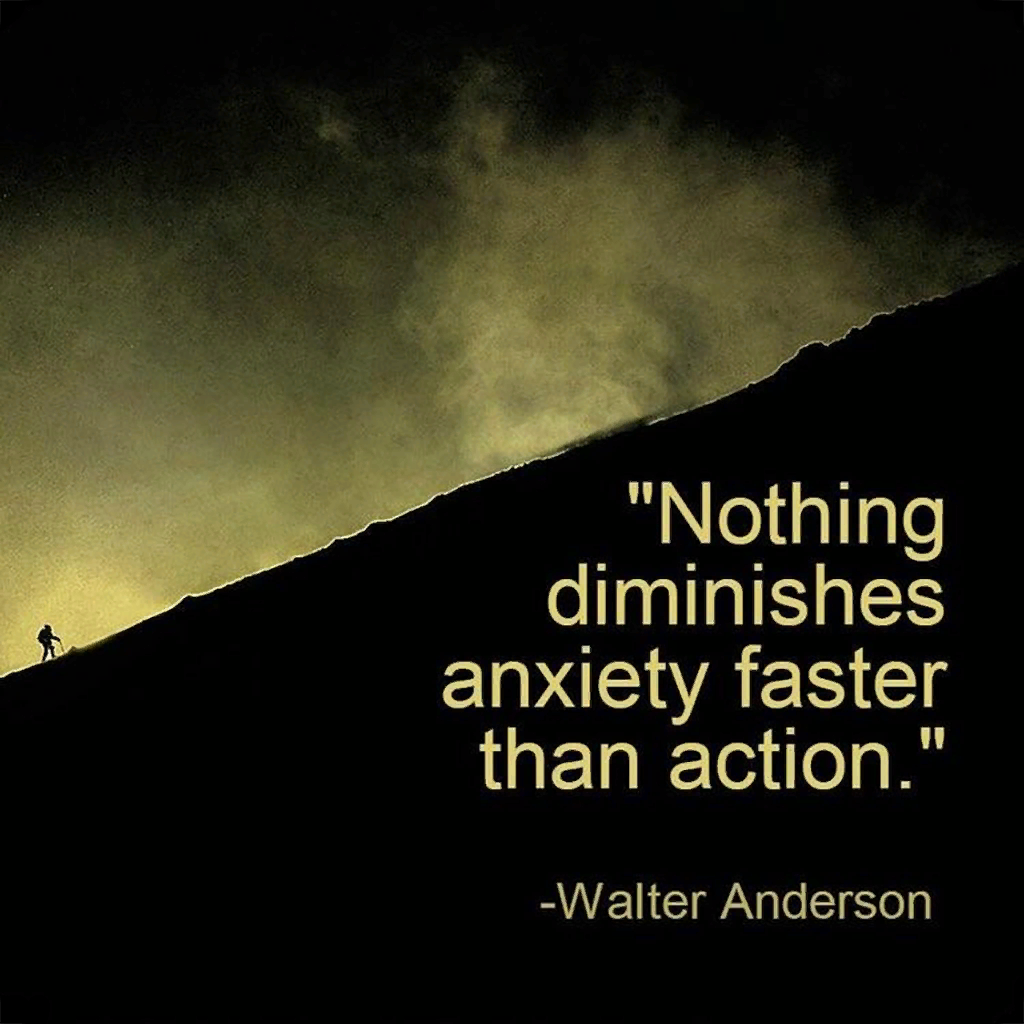 "Nothing
diminishes
anxiety faster
than action."
-Walter Anderson